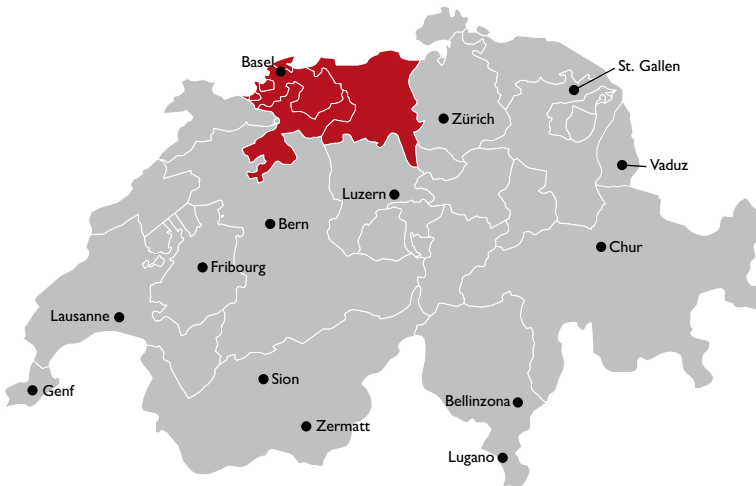 Basel
St. Gallen
Zürich
Vaduz
Luzern
Bern
Chur
Fribourg
Lausanne
Sion
Genf
Bellinzona
Zermatt
Lugano